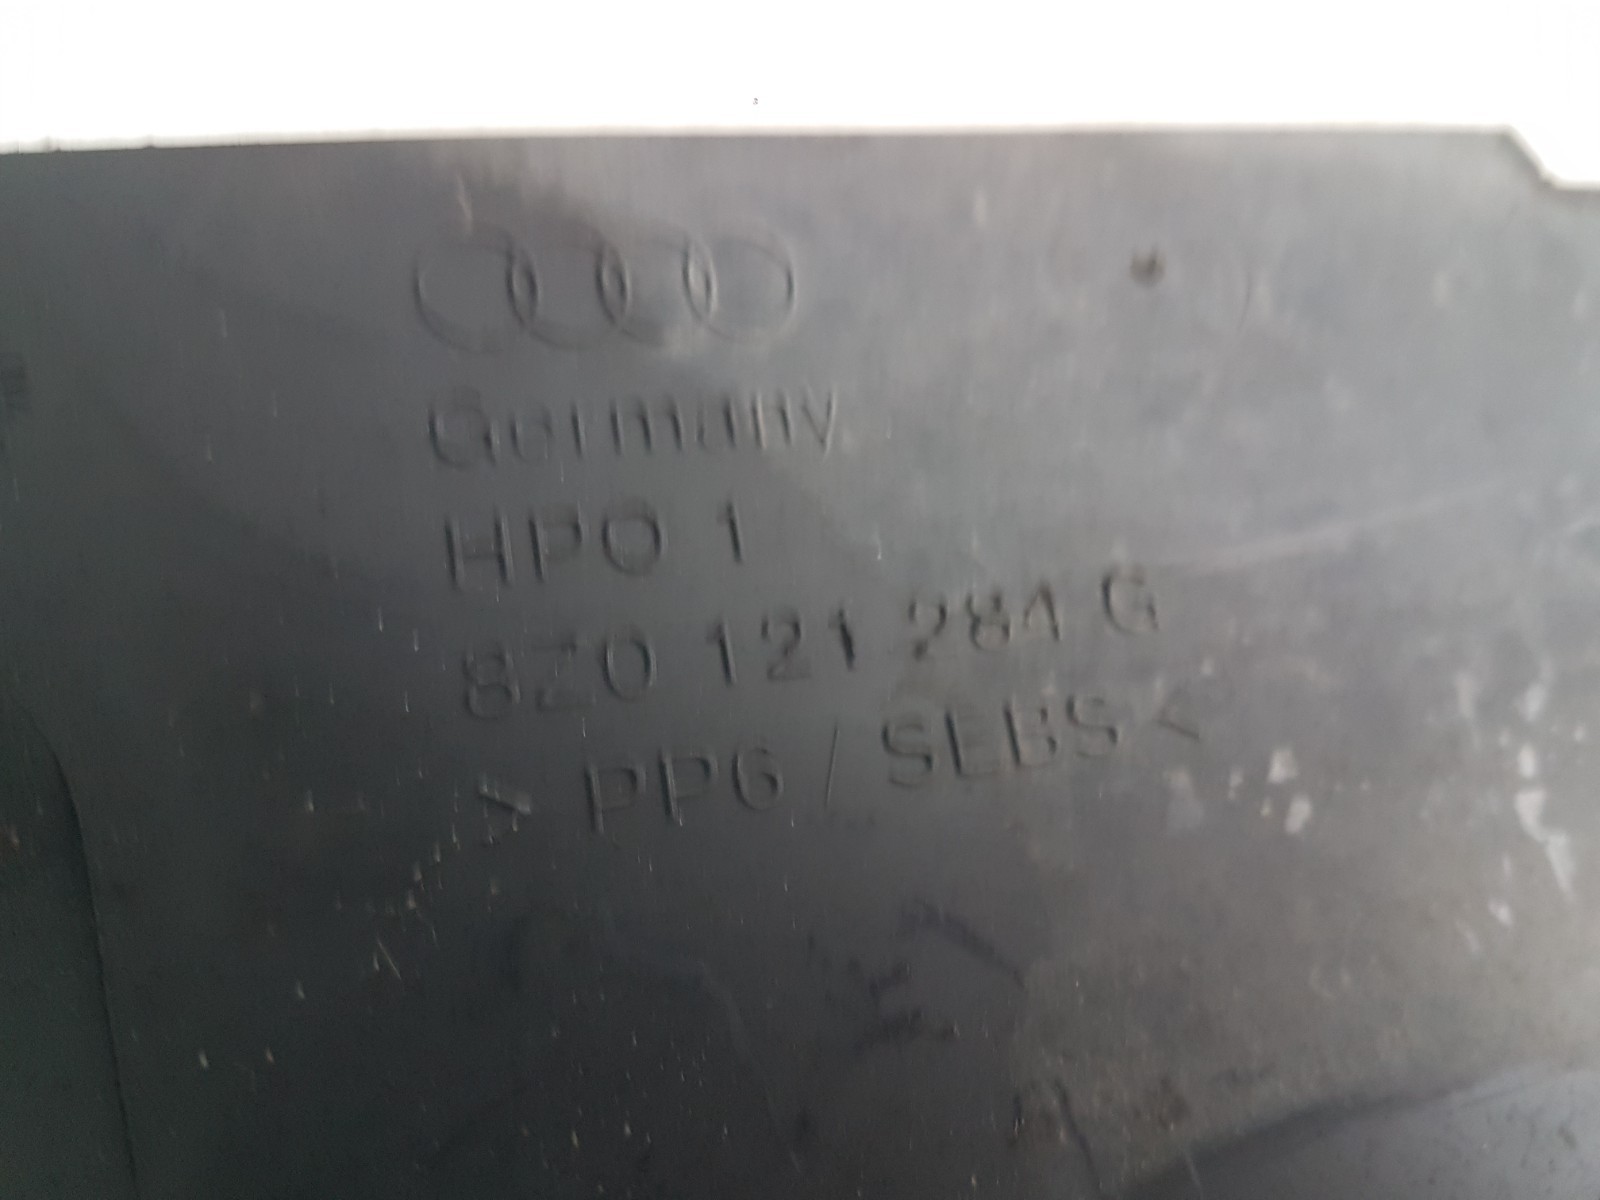 Germany
HPO 1
8Z0 121 284 G
> PP6 / SEBS <